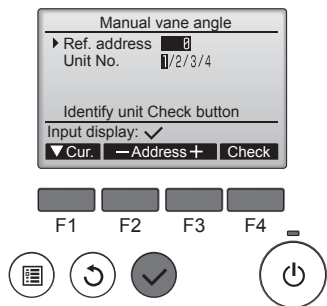 Manual vane angle
Ref. address 0
Unit No. 1/2/3/4
Identify unit Check button
Input display: ✓
▼Cur. −Address+ Check
F1 F2 F3 F4